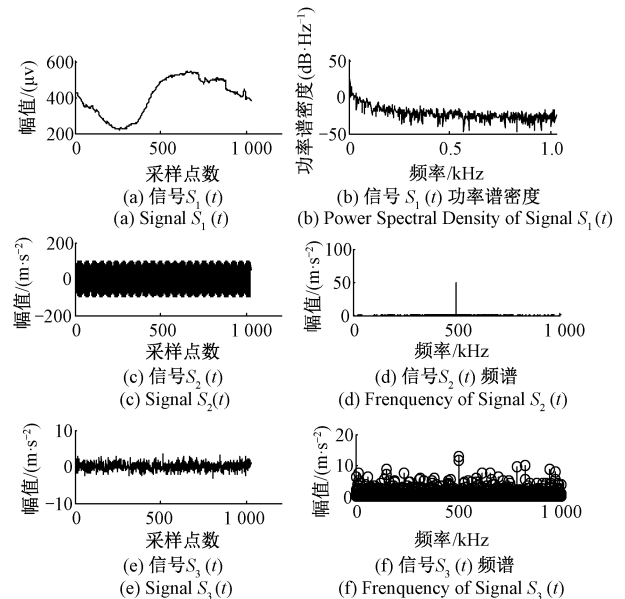 600
400
200
幅值/(μv)
0
500
1 000
采样点数
(a) 信号S1 (t)
(a) Signal S1 (t)
50
0
−50
功率谱密度(dB·Hz−1)
0
0.5
1.0
频率/kHz
(b) 信号 S1 (t) 功率谱密度
(b) Power Spectral Density of Signal S1 (t)
200
0
−200
幅值/(m·s−2)
0
500
1 000
采样点数
(c) 信号S2 (t)
(c) Signal S2(t)
100
50
0
幅值/(m·s−2)
0
500
1 000
频率/kHz
(d) 信号S2 (t) 频谱
(d) Frenquency of Signal S2 (t)
10
0
−10
幅值/(m·s−2)
0
500
1 000
采样点数
(e) 信号S3 (t)
(e) Signal S3 (t)
20
10
0
幅值/(m·s−2)
0
500
1 000
频率/kHz
(f) 信号S3 (t) 频谱
(f) Frenquency of Signal S3 (t)